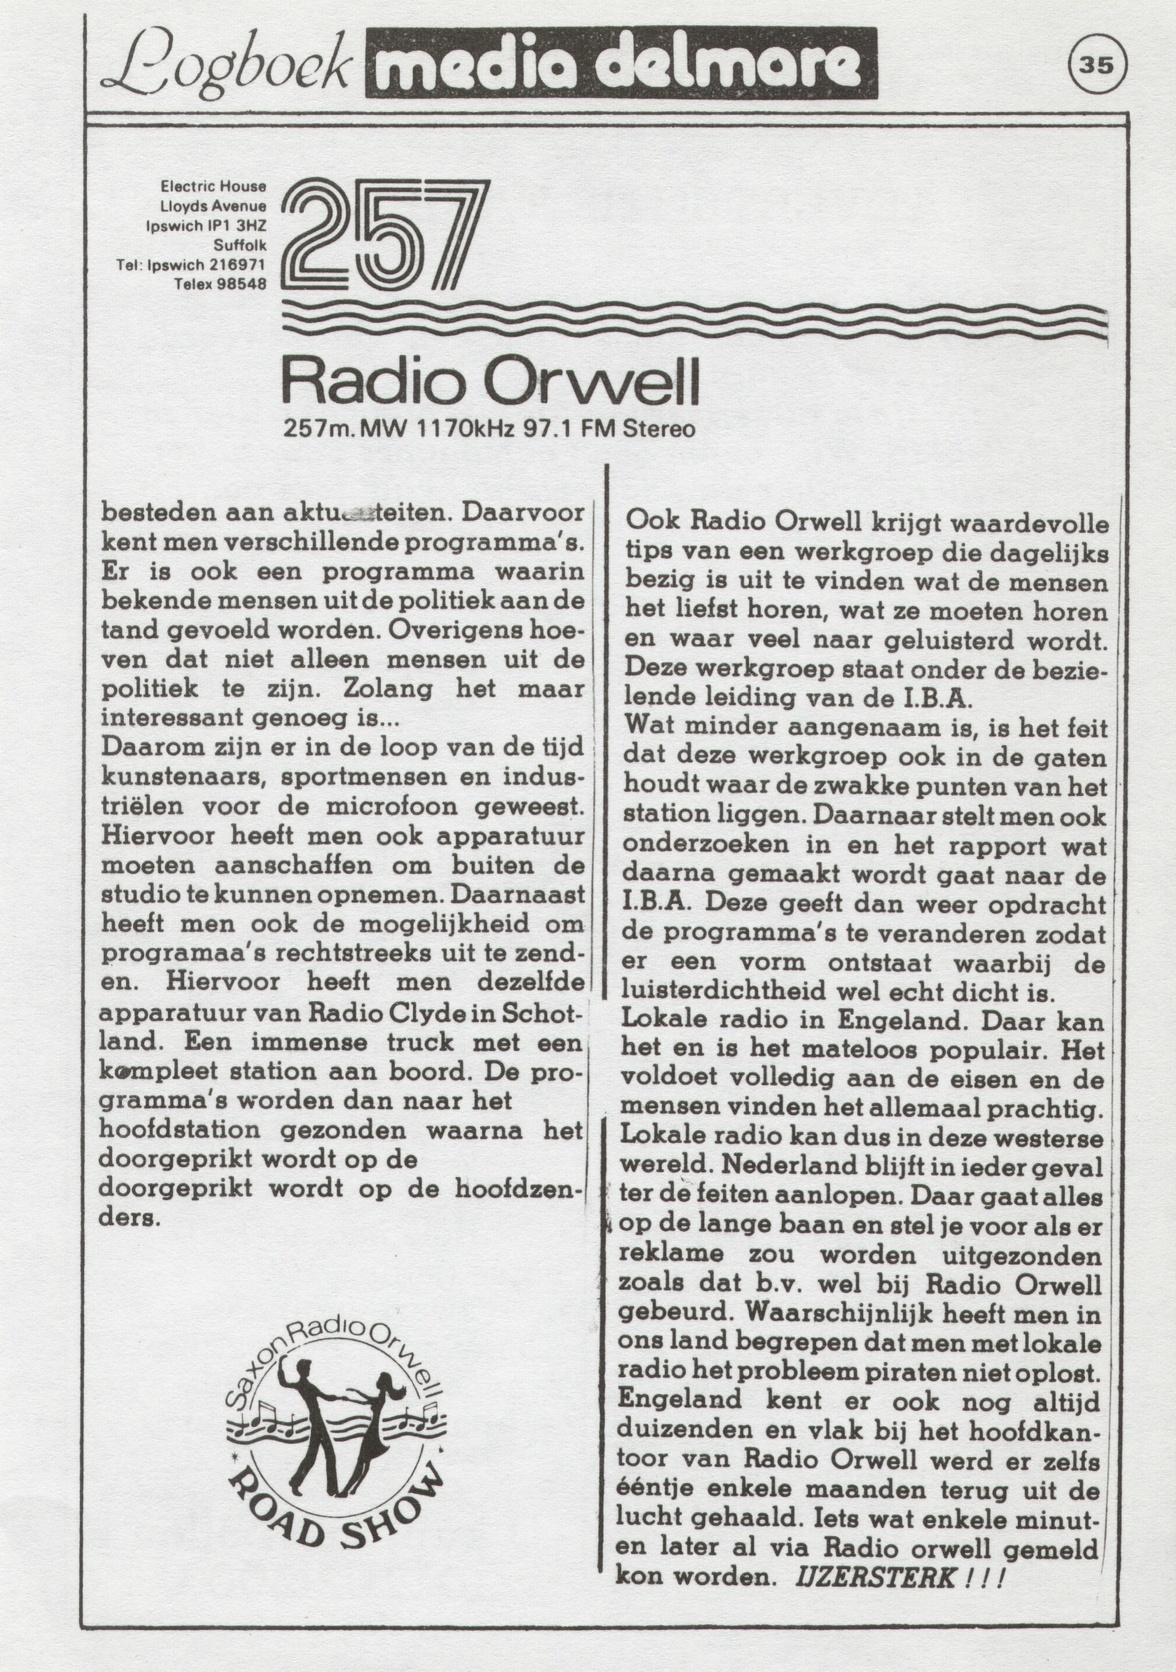 Logboek media delmare
35
Electric House
Lloyds Avenue
Ipswich IP1 3HZ
Suffolk
Tel: Ipswich 216971
Telex 98548
257
Radio Orwell
257m. MW 1170kHz 97.1 FM Stereo
besteden aan aktu teiten. Daarvoor
kent men verschillende programma's.
Er is ook een programma waarin
bekende mensen uit de politiek aan de
tand gevoeld worden. Overigens hoe-
ven dat niet alleen mensen uit de
politiek te zijn. Zolang het maar
interessant genoeg is...
Daarom zijn er in de loop van de tijd
kunstenaars, sportmensen en indus-
triëlen voor de microfoon geweest.
Hiervoor heeft men ook apparatuur
moeten aanschaffen om buiten de
studio te kunnen opnemen. Daarnaast
heeft men ook de mogelijkheid om
programaa's rechtstreeks uit te zend-
en. Hiervoor heeft men dezelfde
apparatuur van Radio Clyde in Schot-
land. Een immense truck met een
kompleet station aan boord. De pro-
gramma's worden dan naar het
hoofdstation gezonden waarna het
doorgeprikt wordt op de
doorgeprikt wordt op de hoofdzen-
ders.
Saxon Radio Orwell
ROAD SHOW
Ook Radio Orwell krijgt waardevolle
tips van een werkgroep die dagelijks
bezig is uit te vinden wat de mensen
het liefst horen, wat ze moeten horen
en waar veel naar geluisterd wordt.
Deze werkgroep staat onder de bezie-
lende leiding van de I.B.A.
Wat minder aangenaam is, is het feit
dat deze werkgroep ook in de gaten
houdt waar de zwakke punten van het
station liggen. Daarnaar stelt men ook
onderzoeken in en het rapport wat
daarna gemaakt wordt gaat naar de
I.B.A. Deze geeft dan weer opdracht
de programma's te veranderen zodat
er een vorm ontstaat waarbij de
luisterdichtheid wel echt dicht is.
Lokale radio in Engeland. Daar kan
het en is het mateloos populair. Het
voldoet volledig aan de eisen en de
mensen vinden het allemaal prachtig.
Lokale radio kan dus in deze westerse
wereld. Nederland blijft in ieder geval
ter de feiten aanlopen. Daar gaat alles
op de lange baan en stel je voor als er
reklame zou worden uitgezonden
zoals dat b.v. wel bij Radio Orwell
gebeurd. Waarschijnlijk heeft men in
ons land begrepen dat men met lokale
radio het probleem piraten niet oplost.
Engeland kent er ook nog altijd
duizenden en vlak bij het hoofdkan-
toor van Radio Orwell werd er zelfs
ééntje enkele maanden terug uit de
lucht gehaald. Iets wat enkele minut-
en later al via Radio orwell gemeld
kon worden. IJZERSTERK ! ! !